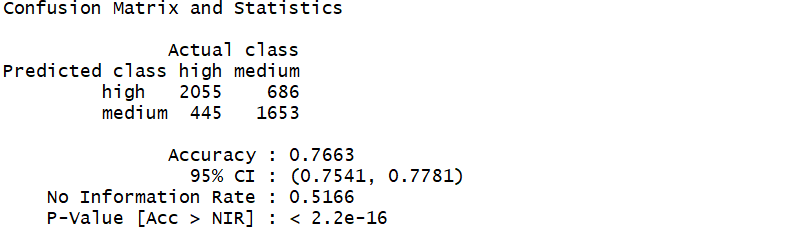 Confusion Matrix and Statistics
Actual class
Predicted class high medium
high 2055 686
medium 445 1653
Accuracy : 0.7663
95% CI : (0.7541, 0.7781)
No Information Rate : 0.5166
P-Value [Acc > NIR] : < 2.2e-16